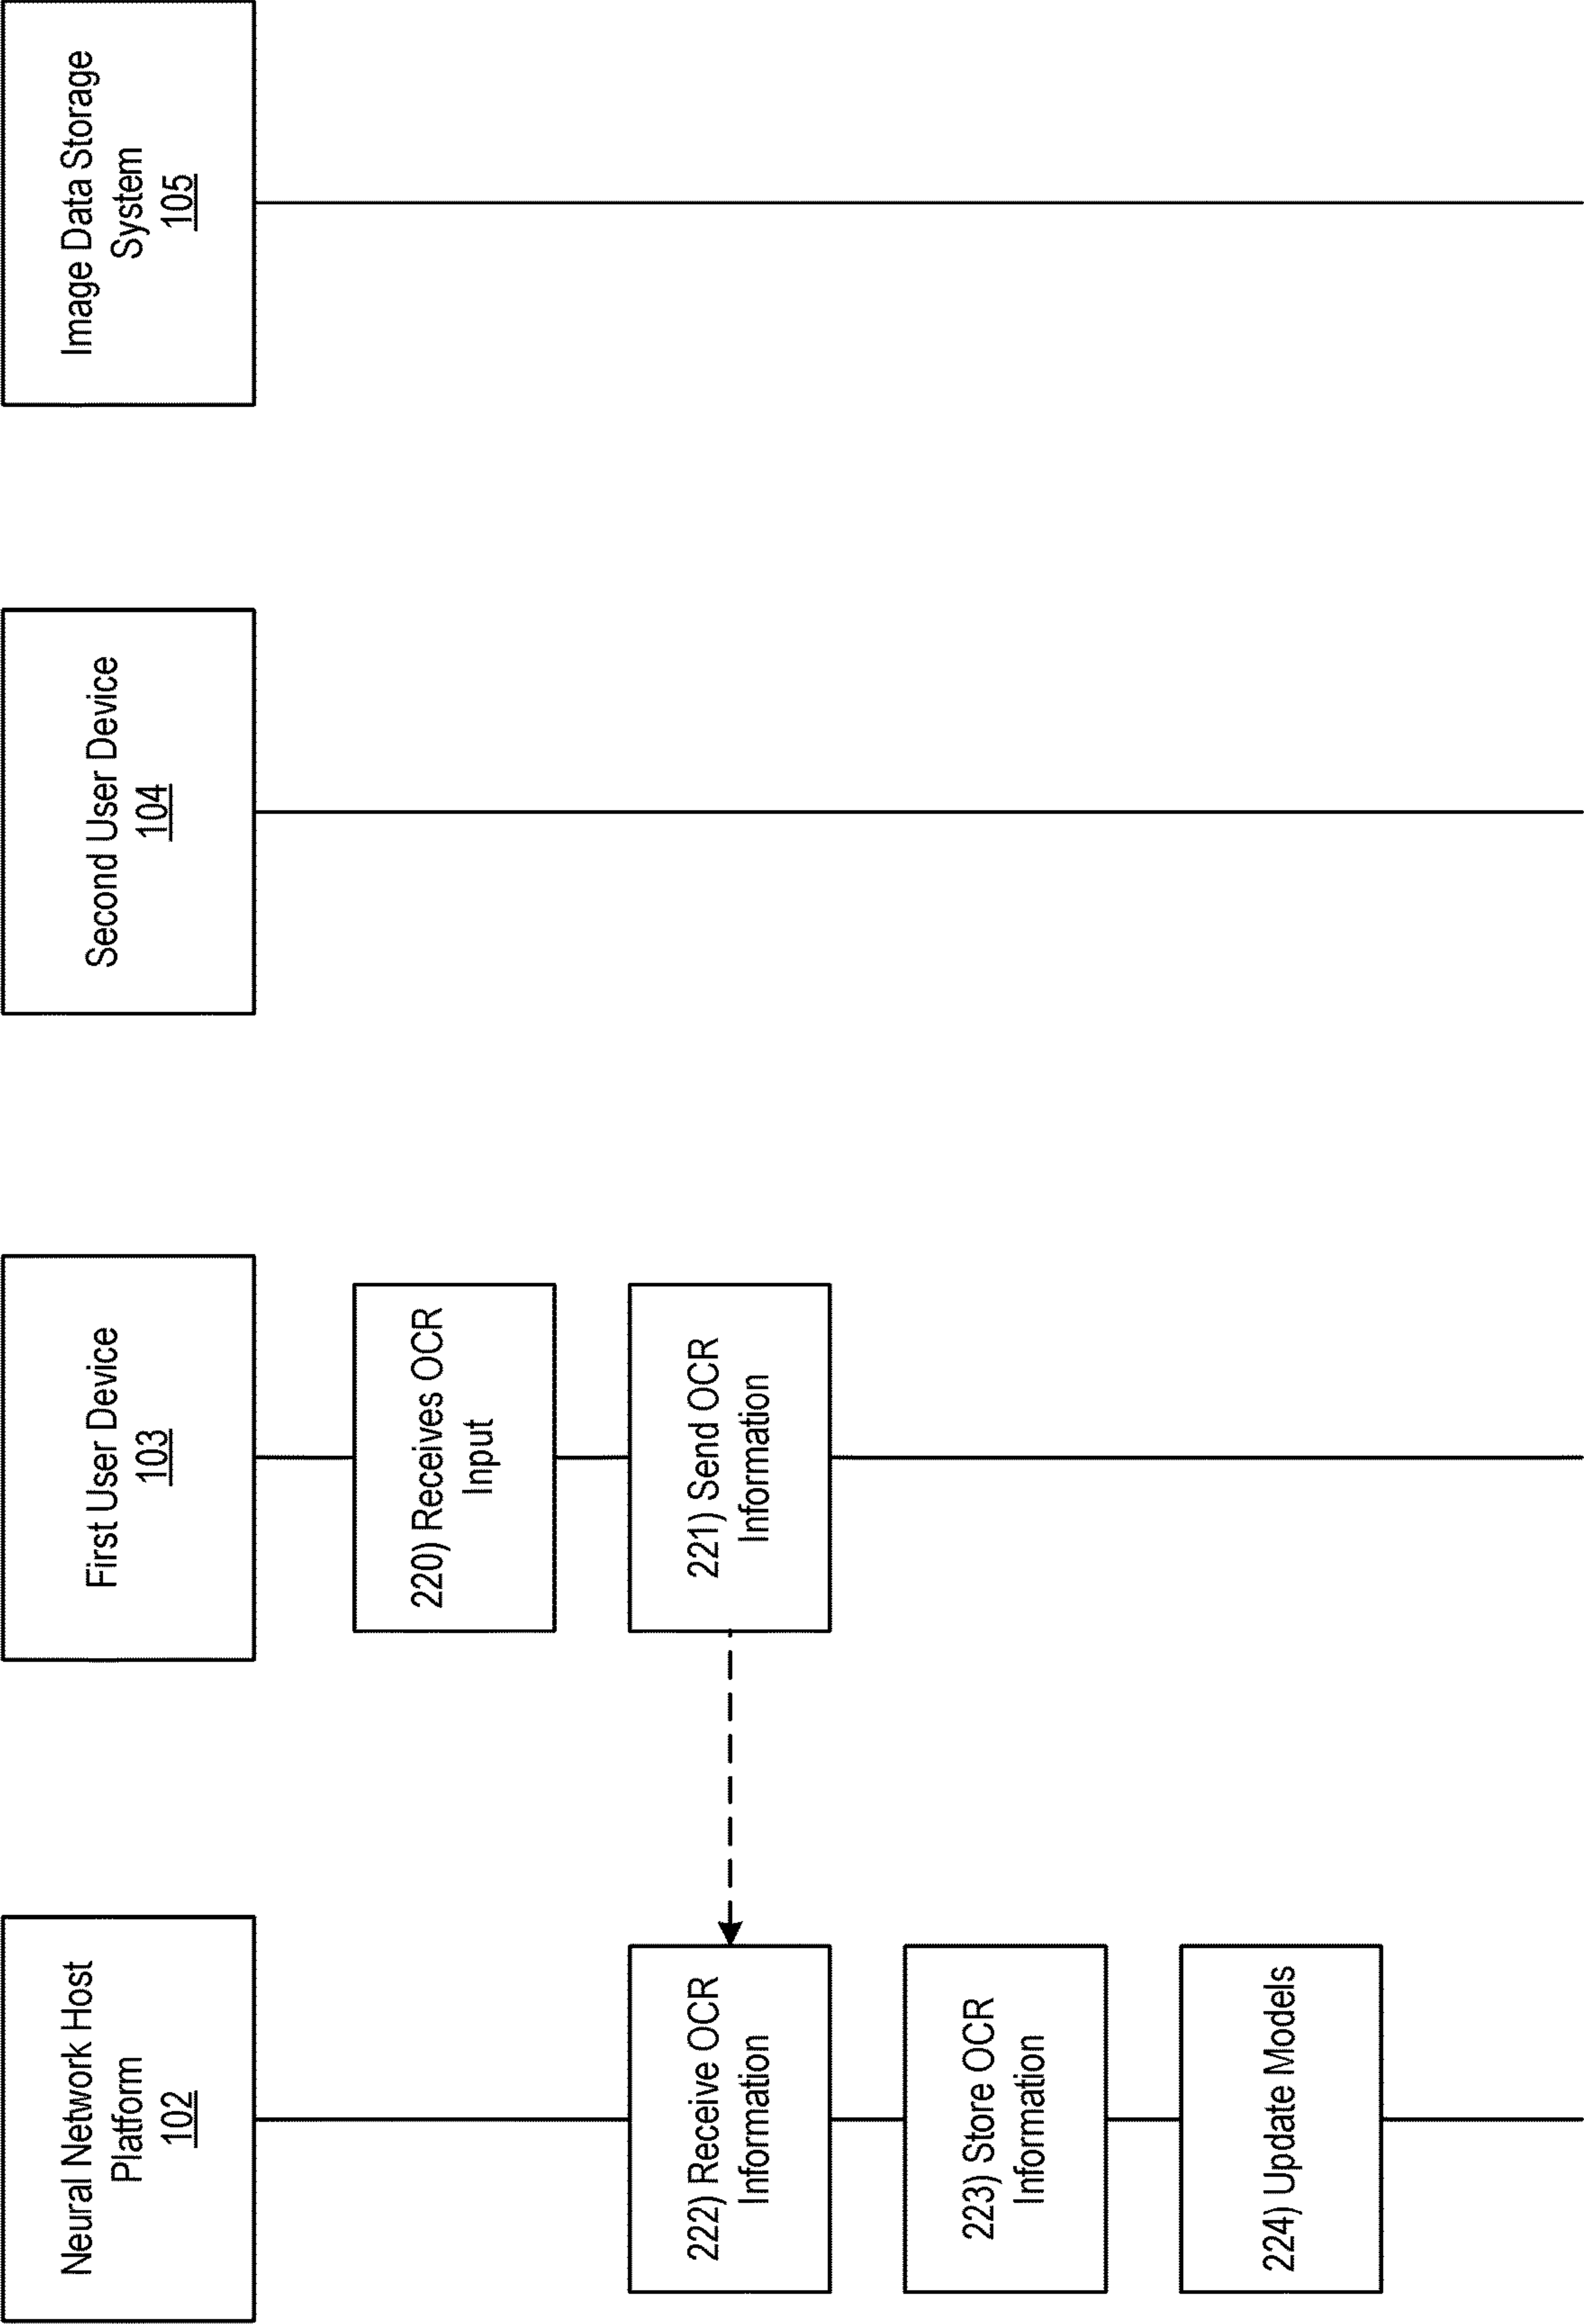 Neural Network Host
Platform
102
First User Device
103
Second User Device
104
Image Data Storage
System
105
220) Receives OCR
Input
221) Send OCR
Information
222) Receive OCR
Information
223) Store OCR
Information
224) Update Models